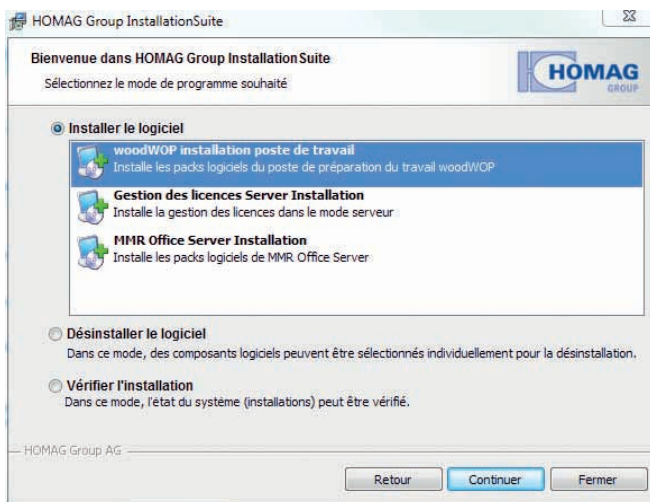 HOMAG Group InstallationSuite
Bienvenue dans HOMAG Group InstallationSuite
Sélectionnez le mode de programme souhaité
HOMAG
GROUP
Installer le logiciel
woodWOP installation poste de travail
Installe les packs logiciels du poste de préparation du travail woodWOP
Gestion des licences Server Installation
Installe la gestion des licences dans le mode serveur
MMR Office Server Installation
Installe les packs logiciels de MMR Office Server
Désinstaller le logiciel
Dans ce mode, des composants logiciels peuvent être sélectionnés individuellement pour la désinstallation.
Vérifier l'installation
Dans ce mode, l'état du système (installations) peut être vérifié.
HOMAG Group AG
Retour Continuer Fermer